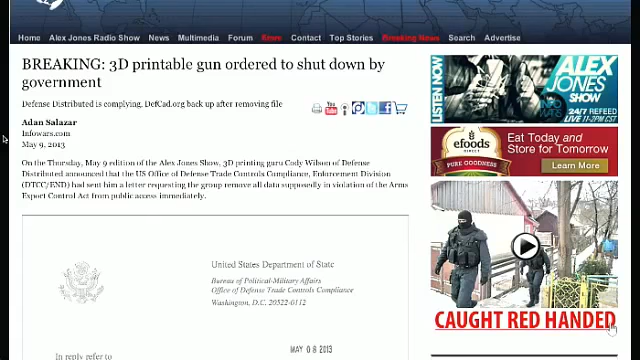 Home Alex Jones Radio Show News Multimedia Forum Store Contact Top Stories Breaking News Search Advertise
BREAKING: 3D printable gun ordered to shut down by
government
Defense Distributed is complying, DefCad.org back up after removing file
Adan Salazar
Infowars.com
May 9, 2013
On the Thursday, May 9 edition of the Alex Jones Show, 3D printing guru Cody Wilson of Defense
Distributed announced that the US Office of Defense Trade Controls Compliance, Enforcement Division
(DTCC/END) had sent him a letter requesting the group remove all data supposedly in violation of the Arms
Export Control Act from public access immediately.
United States Department of State
Bureau of Political-Military Affairs
Office of Defense Trade Controls Compliance
Washington, D.C. 20522-0112
MAY 08 2013
In reply refer to
LISTEN NOW
ALEX
JONES
SHOW
24/7 REFEED
LIVE 11-2PM CST
efoods
DIRECT
PURE GOODNESS
Eat Today and
Store for Tomorrow
Learn More
CAUGHT RED HANDED